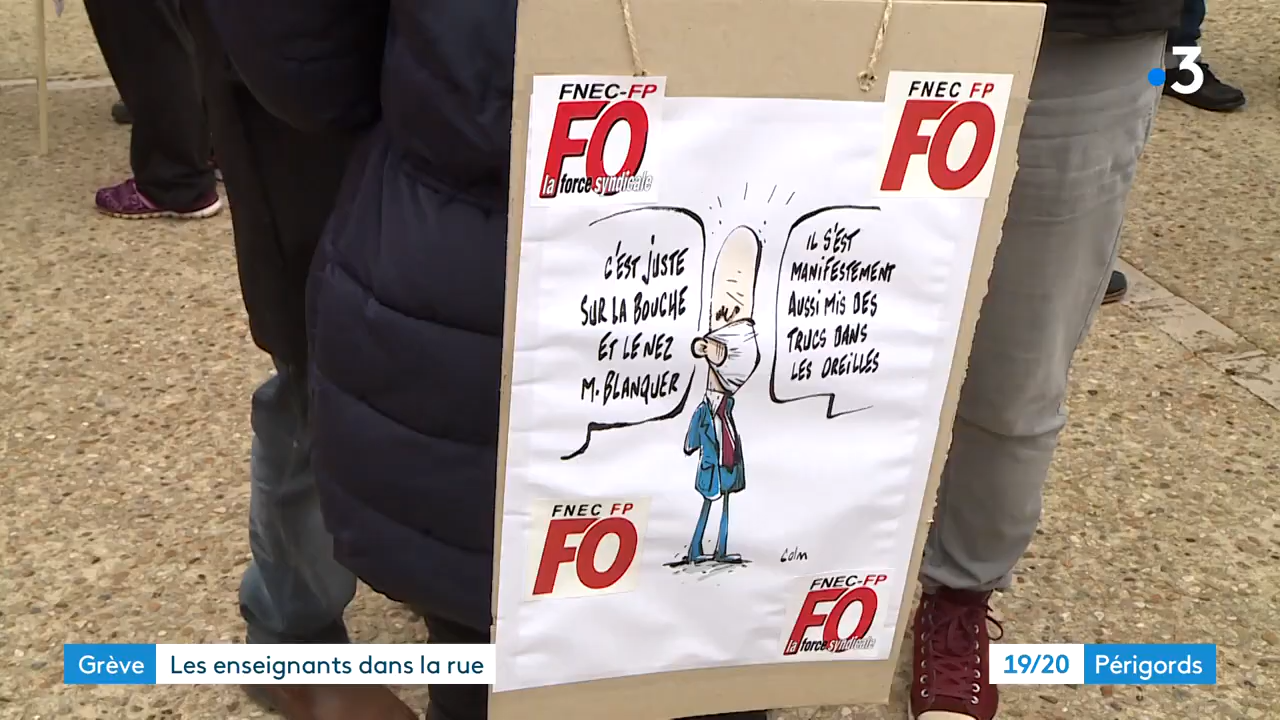 3
FNEC-FP
FO
la force syndicale
FNEC FP
FO
C'EST JUSTE
SUR LA BOUCHE
ET LE NEZ
M. BLANQUER
IL S'EST
MANIFESTEMENT
AUSSI MIS DES
TRUCS DANS
LES OREILLES
FNEC FP
FO
COLM
FNEC-FP
FO
la force syndicale
Grève Les enseignants dans la rue
19/20 Périgords